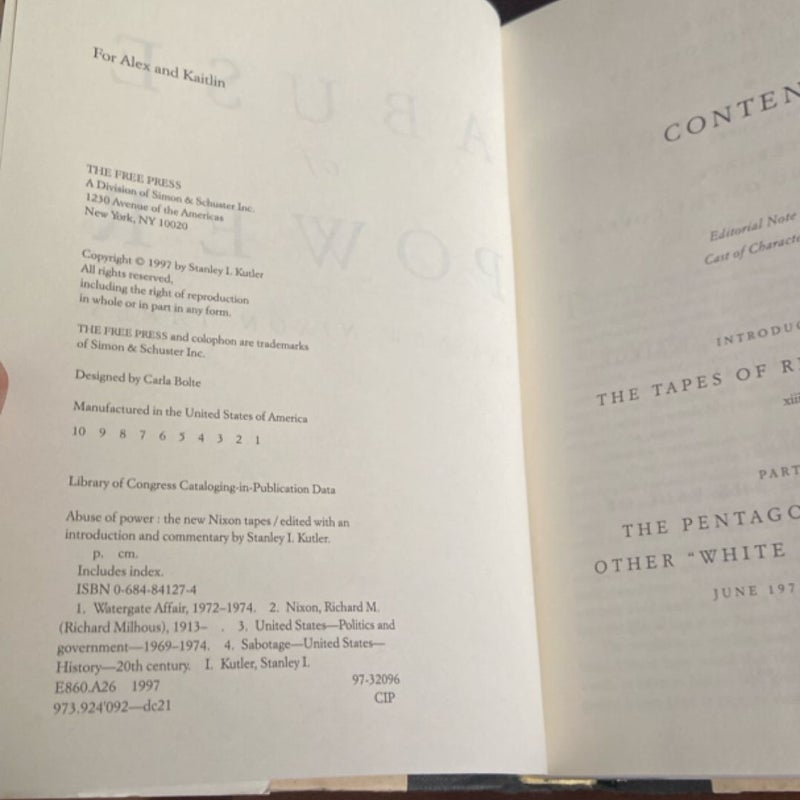 For Alex and Kaitlin
THE FREE PRESS
A Division of Simon & Schuster Inc.
1230 Avenue of the Americas
New York, NY 10020
Copyright © 1997 by Stanley I. Kutler
All rights reserved,
including the right of reproduction
in whole or in part in any form.
THE FREE PRESS and colophon are trademarks
of Simon & Schuster Inc.
Designed by Carla Bolte
Manufactured in the United States of America
10 9 8 7 6 5 4 3 2 1
Library of Congress Cataloging-in-Publication Data
Abuse of power : the new Nixon tapes / edited with an
introduction and commentary by Stanley I. Kutler.
p. cm.
Includes index.
ISBN 0-684-84127-4
1. Watergate Affair, 1972–1974. 2. Nixon, Richard M.
(Richard Milhous), 1913– . 3. United States—Politics and
government—1969–1974. 4. Sabotage—United States—
History—20th century. I. Kutler, Stanley I.
E860.A26 1997 97-32096
973.924'092—dc21 CIP
CONTEN
Editorial Note
Cast of Characte
INTRODUC
THE TAPES OF R
xiii
PART
THE PENTAGO
OTHER “WHITE
JUNE 197